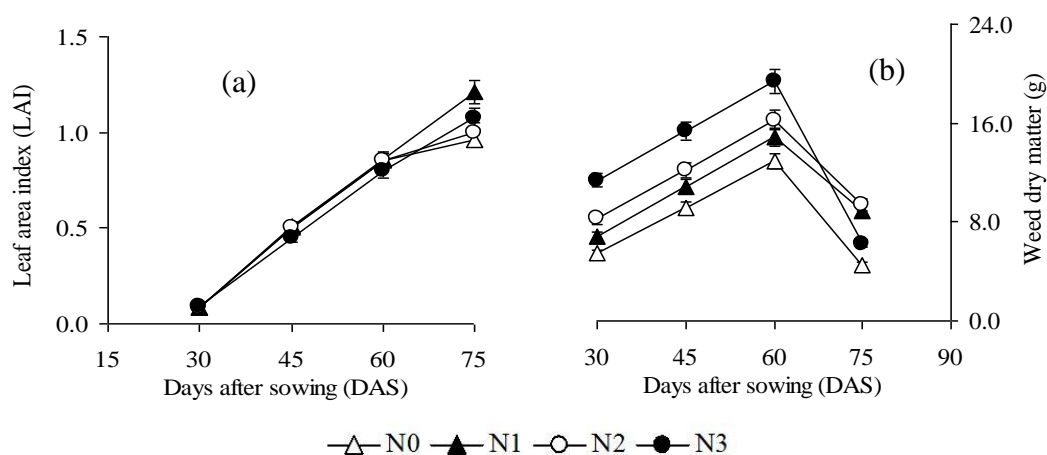 1.5
1.0
0.5
0.0
Leaf area index (LAI)
(a)
15 30 45 60 75
Days after sowing (DAS)
(b)
24.0
16.0
8.0
0.0
Weed dry matter (g)
30 45 60 75 90
Days after sowing (DAS)
N0 N1 N2 N3